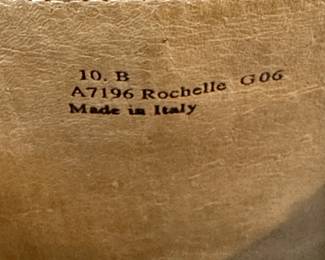 10. B
A7196 Rochelle G06
Made in Italy